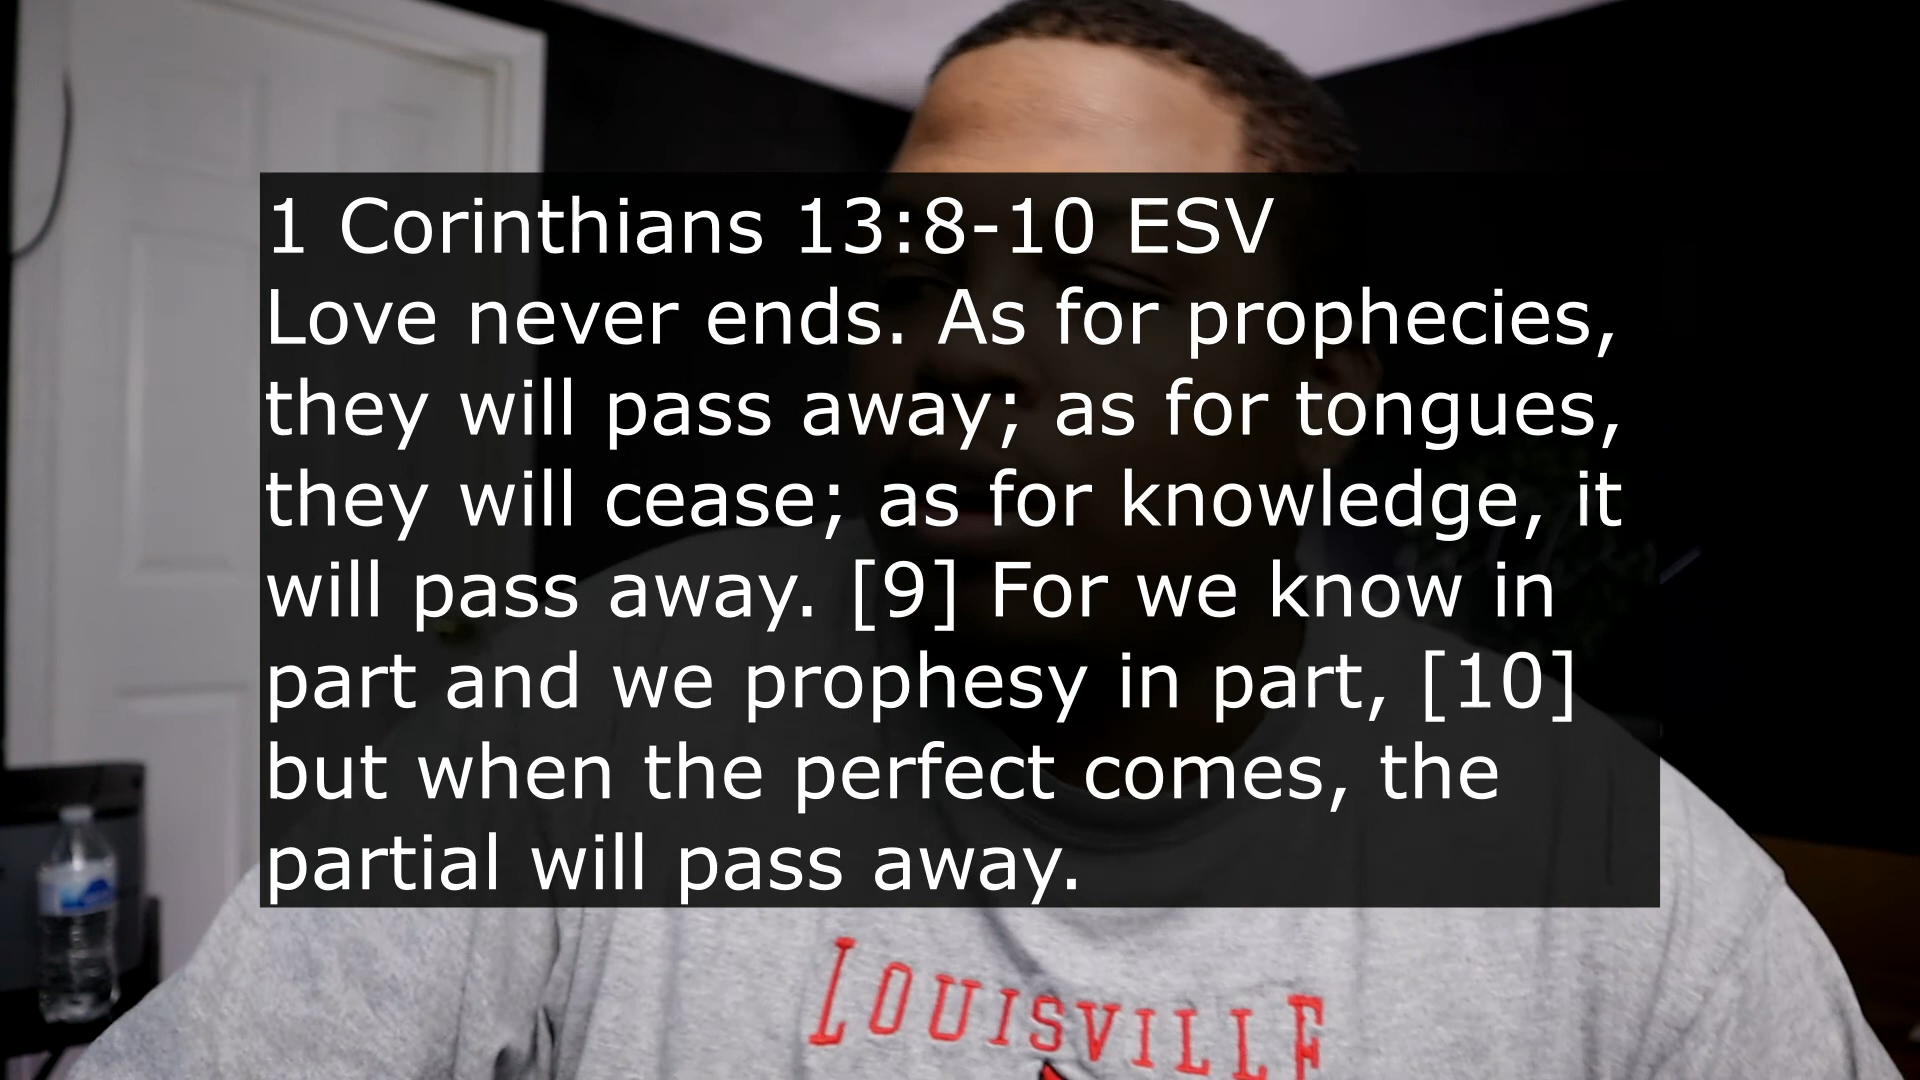 1 Corinthians 13:8-10 ESV
Love never ends. As for prophecies,
they will pass away; as for tongues,
they will cease; as for knowledge, it
will pass away. [9] For we know in
part and we prophesy in part, [10]
but when the perfect comes, the
partial will pass away.
LOUISVILLE